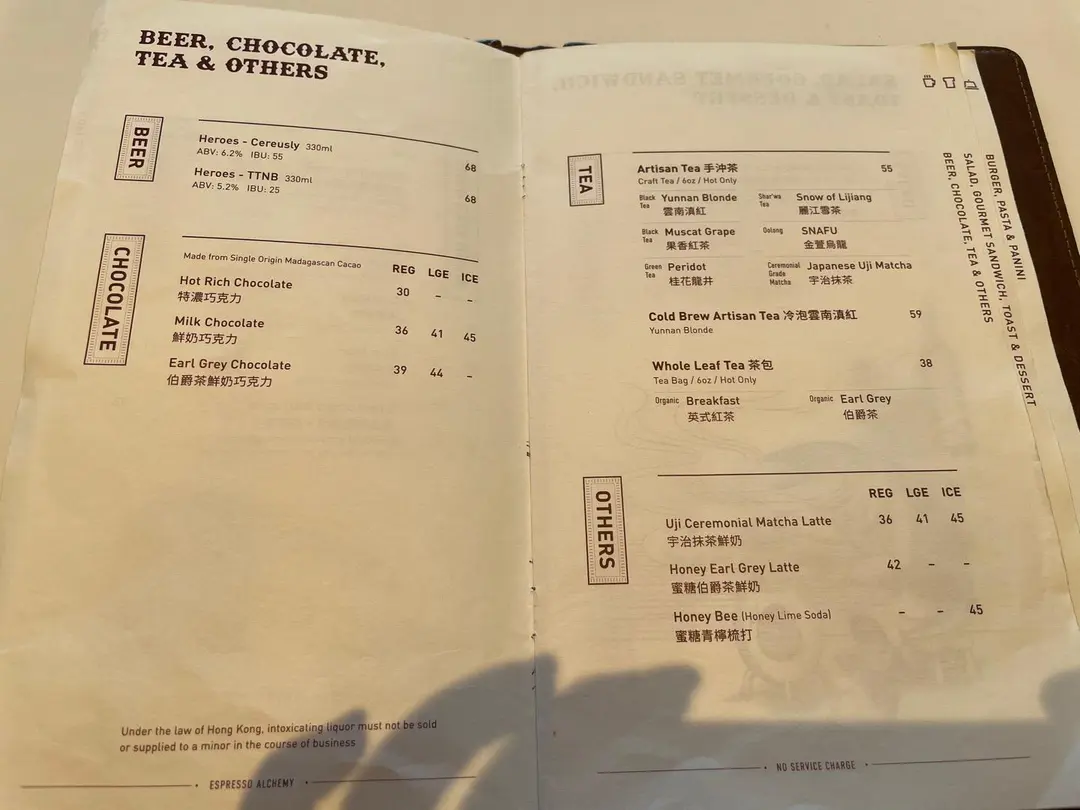 BEER, CHOCOLATE,
TEA & OTHERS
BEER
Heroes - Cereusly 330ml
ABV: 6.2% IBU: 55
68
Heroes - TTNB 330ml
ABV: 5.2% IBU: 25
68
CHOCOLATE
Made from Single Origin Madagascan Cacao REG LGE ICE
Hot Rich Chocolate 30 – –
特濃巧克力
Milk Chocolate 36 41 45
鮮奶巧克力
Earl Grey Chocolate 39 44 –
伯爵茶鮮奶巧克力
Under the law of Hong Kong, intoxicating liquor must not be sold
or supplied to a minor in the course of business
ESPRESSO ALCHEMY
TEA
Artisan Tea 手沖茶 55
Craft Tea / 6oz / Hot Only
Black Tea Yunnan Blonde
雲南滇紅
Shar'wa Tea Snow of Lijiang
麗江雪茶
Black Tea Muscat Grape
果香紅茶
Oolong SNAFU
金萱烏龍
Green Tea Peridot
桂花龍井
Ceremonial Grade Matcha Japanese Uji Matcha
宇治抹茶
Cold Brew Artisan Tea 冷泡雲南滇紅 59
Yunnan Blonde
Whole Leaf Tea 茶包 38
Tea Bag / 6oz / Hot Only
Organic Breakfast
英式紅茶
Organic Earl Grey
伯爵茶
OTHERS
REG LGE ICE
Uji Ceremonial Matcha Latte 36 41 45
宇治抹茶鮮奶
Honey Earl Grey Latte 42 – –
蜜糖伯爵茶鮮奶
Honey Bee (Honey Lime Soda) – – 45
蜜糖青檸梳打
NO SERVICE CHARGE
BURGER, PASTA & PANINI
SALAD, GOURMET SANDWICH, TOAST & DESSERT
BEER, CHOCOLATE, TEA & OTHERS